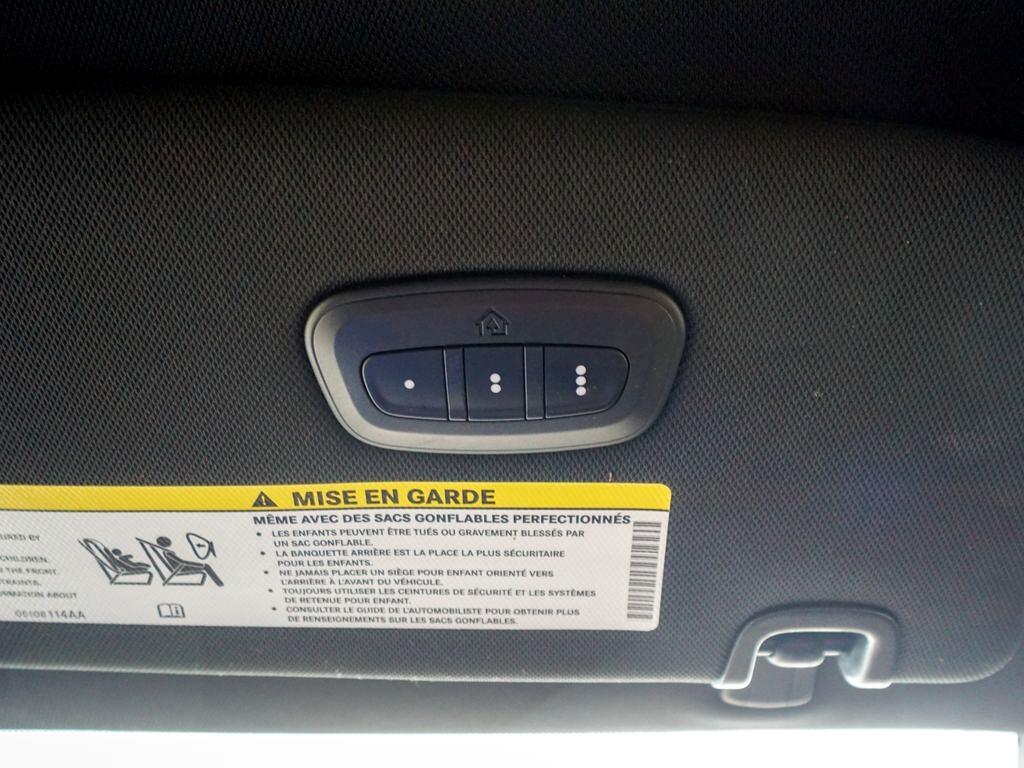 MISE EN GARDE
MÊME AVEC DES SACS GONFLABLES PERFECTIONNÉS
• LES ENFANTS PEUVENT ÊTRE TUÉS OU GRAVEMENT BLESSÉS PAR
UN SAC GONFLABLE.
• LA BANQUETTE ARRIÈRE EST LA PLACE LA PLUS SÉCURITAIRE
POUR LES ENFANTS.
• NE JAMAIS PLACER UN SIÈGE POUR ENFANT ORIENTÉ VERS
L'ARRIÈRE À L'AVANT DU VÉHICULE.
• TOUJOURS UTILISER LES CEINTURES DE SÉCURITÉ ET LES SYSTÈMES
DE RETENUE POUR ENFANT.
• CONSULTER LE GUIDE DE L'AUTOMOBILISTE POUR OBTENIR PLUS
DE RENSEIGNEMENTS SUR LES SACS GONFLABLES.
BY
CHILDREN.
THE FRONT.
ABOUT